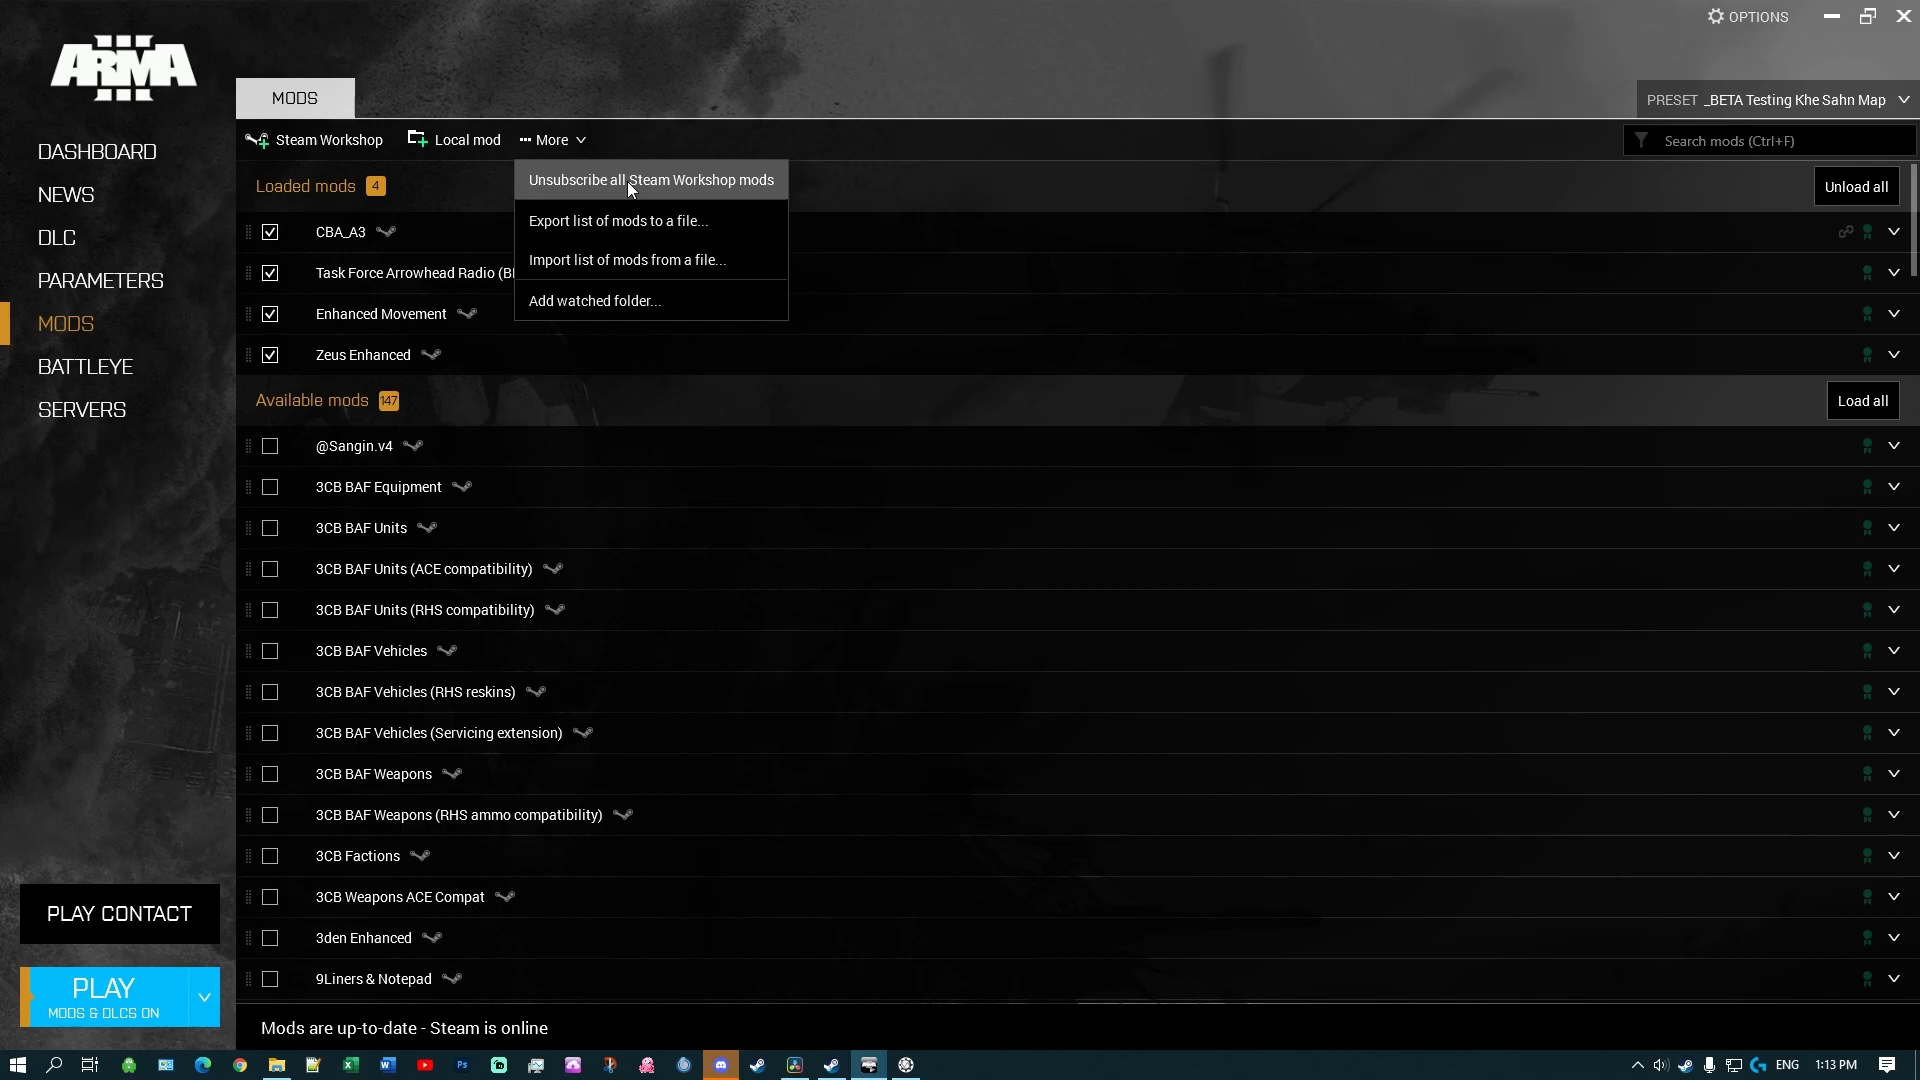 OPTIONS
ARMA III
MODS
PRESET _BETA Testing Khe Sahn Map
DASHBOARD
NEWS
DLC
PARAMETERS
MODS
BATTLEYE
SERVERS
Steam Workshop
Local mod
More
Search mods (Ctrl+F)
Unsubscribe all Steam Workshop mods
Export list of mods to a file...
Import list of mods from a file...
Add watched folder...
Loaded mods 4
Unload all
CBA_A3
Task Force Arrowhead Radio (
Enhanced Movement
Zeus Enhanced
Available mods 147
Load all
@Sangin.v4
3CB BAF Equipment
3CB BAF Units
3CB BAF Units (ACE compatibility)
3CB BAF Units (RHS compatibility)
3CB BAF Vehicles
3CB BAF Vehicles (RHS reskins)
3CB BAF Vehicles (Servicing extension)
3CB BAF Weapons
3CB BAF Weapons (RHS ammo compatibility)
3CB Factions
3CB Weapons ACE Compat
3den Enhanced
9Liners & Notepad
PLAY CONTACT
PLAY
MODS & DLCS ON
Mods are up-to-date - Steam is online
ENG
1:13 PM